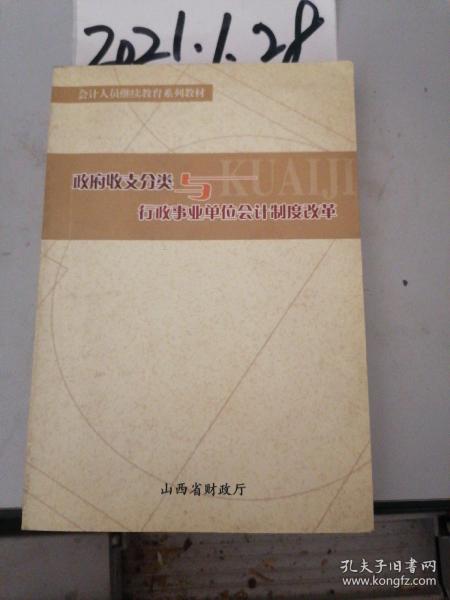 2021.1.28
会计人员继续教育系列教材
KUAIJI
政府收支分类与
行政事业单位会计制度改革
山西省财政厅
孔夫子旧书网
www.kongfz.com